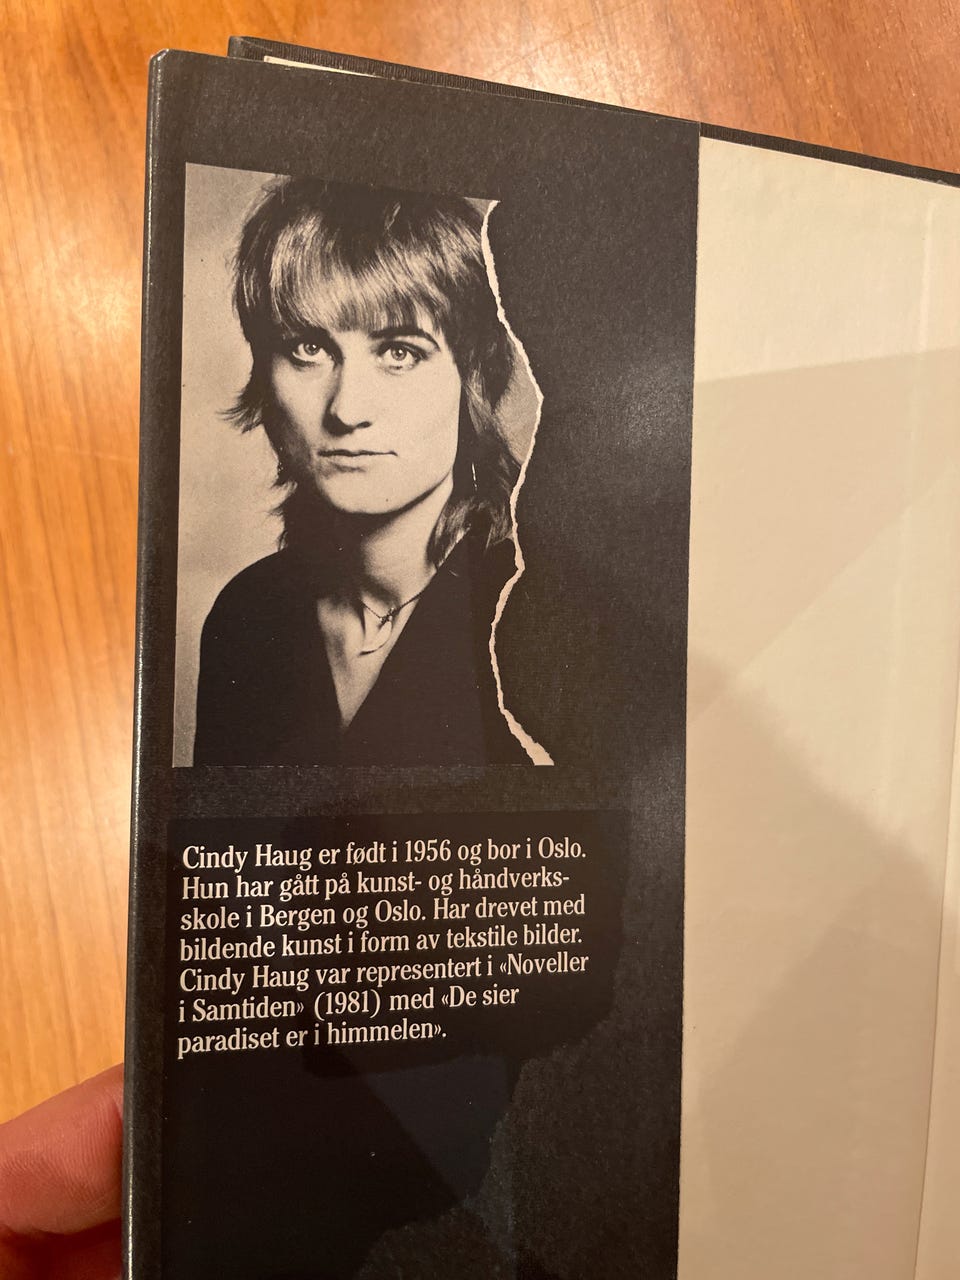 Cindy Haug er født i 1956 og bor i Oslo.
Hun har gått på kunst- og håndverks-
skole i Bergen og Oslo. Har drevet med
bildende kunst i form av tekstile bilder.
Cindy Haug var representert i «Noveller
i Samtiden» (1981) med «De sier
paradiset er i himmelen».